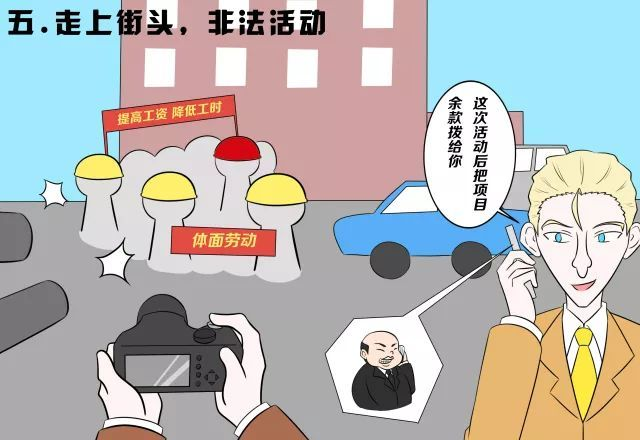 五.走上街头，非法活动
提高工资 降低工时
体面劳动
这次活动后把项目
余款拨给你